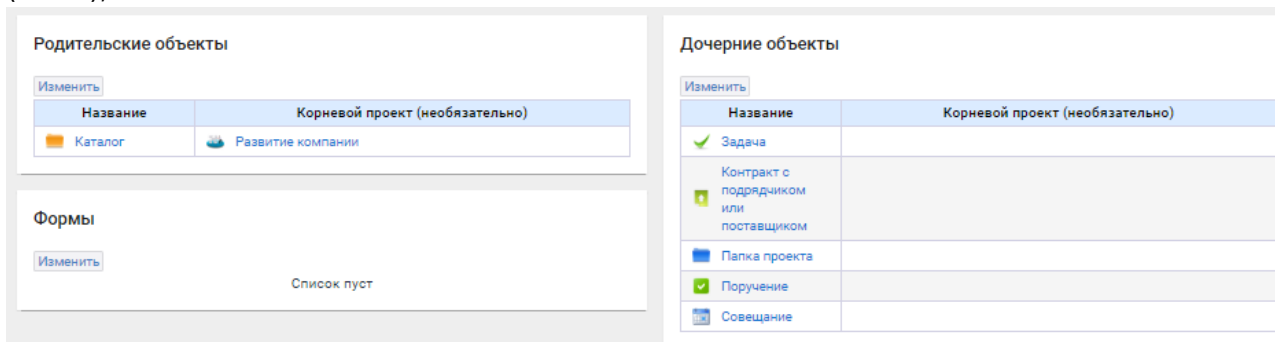 Родительские объекты
Изменить
Название Корневой проект (необязательно)
Каталог Развитие компании
Формы
Изменить
Список пуст
Дочерние объекты
Изменить
Название Корневой проект (необязательно)
Задача
Контракт с
подрядчиком
или
поставщиком
Папка проекта
Поручение
Совещание